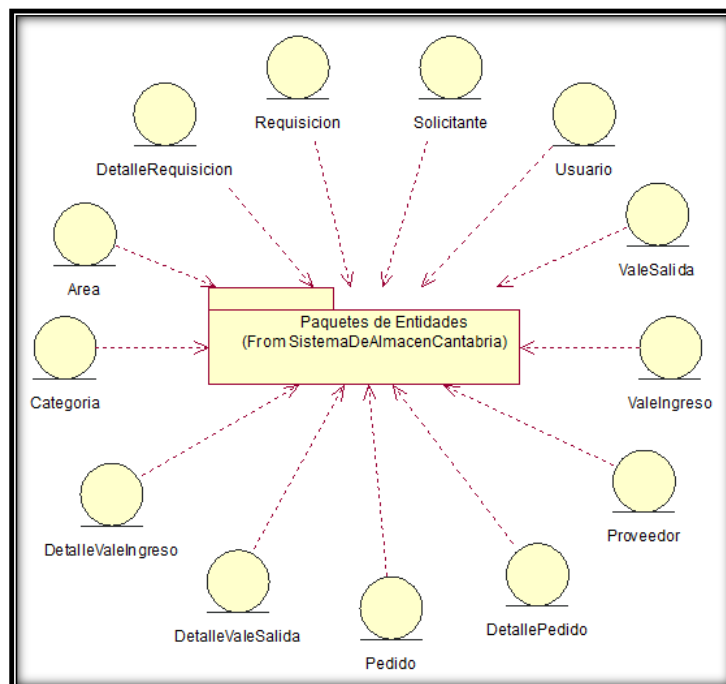 Requisicion
Solicitante
DetalleRequisicion
Usuario
Area
ValeSalida
Paquetes de Entidades
(From SistemaDeAlmacenCantabria)
Categoria
ValeIngreso
DetalleValeIngreso
Proveedor
DetalleValeSalida
DetallePedido
Pedido